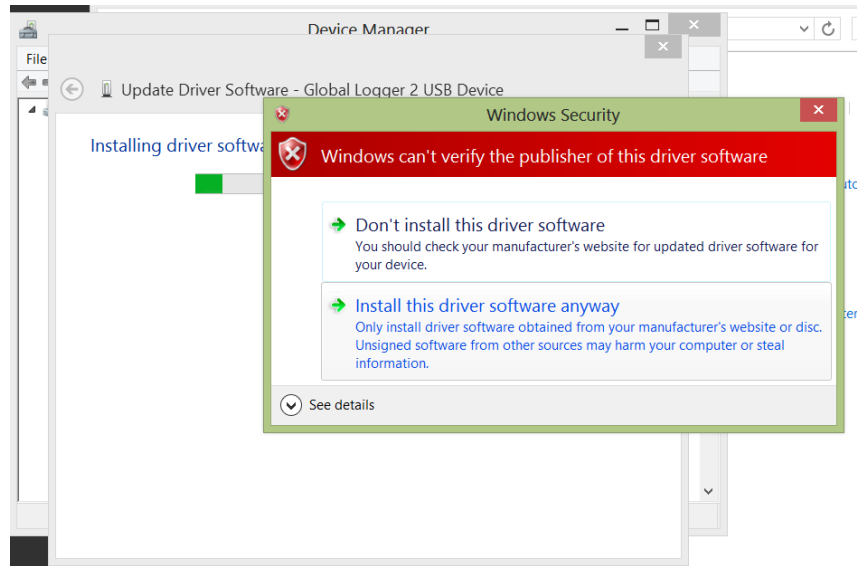 Device Manager
File
Update Driver Software - Global Logger 2 USB Device
Windows Security
Installing driver
Windows can't verify the publisher of this driver software
Don't install this driver software
You should check your manufacturer's website for updated driver software for
your device.
Install this driver software anyway
Only install driver software obtained from your manufacturer's website or disc.
Unsigned software from other sources may harm your computer or steal
information.
See details